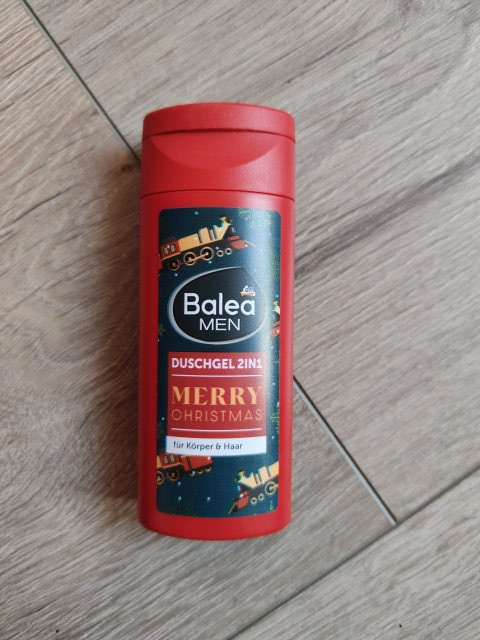 Balea
MEN
DUSCHGEL 2IN1
MERRY
CHRISTMAS
für Körper & Haar